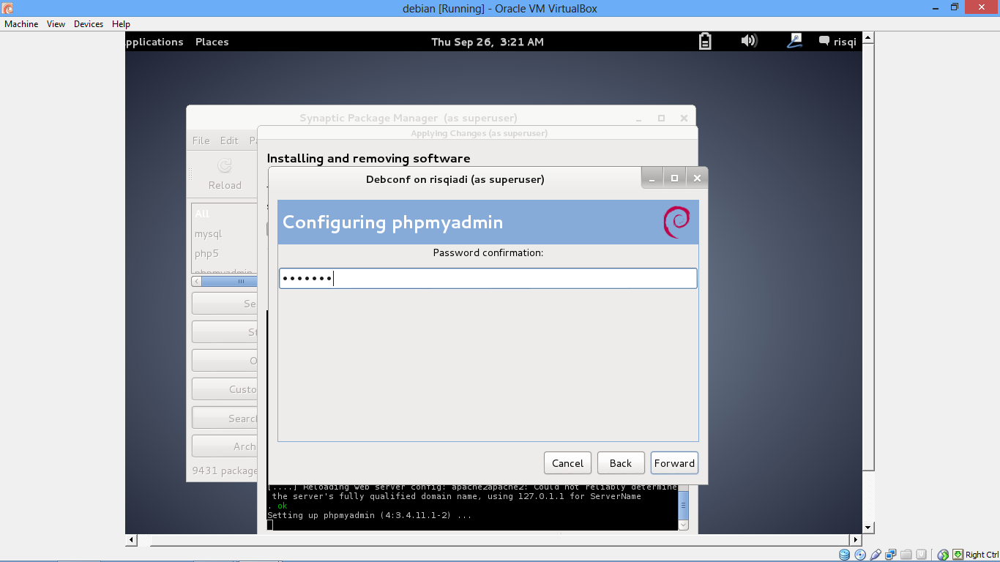 debian [Running] - Oracle VM VirtualBox
Machine View Devices Help
pplications Places Thu Sep 26, 3:21 AM risqi
Synaptic Package Manager (as superuser)
File Edit
Applying Changes (as superuser)
Installing and removing software
Reload
Debconf on risqiadi (as superuser)
All
mysql
php5
phpmyadmin
Configuring phpmyadmin
Password confirmation:
Se
St
O
Custo
Search
Archi
9431 package
Cancel Back Forward
[....] Reloading web server config: apache2apache2: Could not reliably determine
the server's fully qualified domain name, using 127.0.1.1 for ServerName
. ok
Setting up phpmyadmin (4:3.4.11.1-2) ...
Right Ctrl